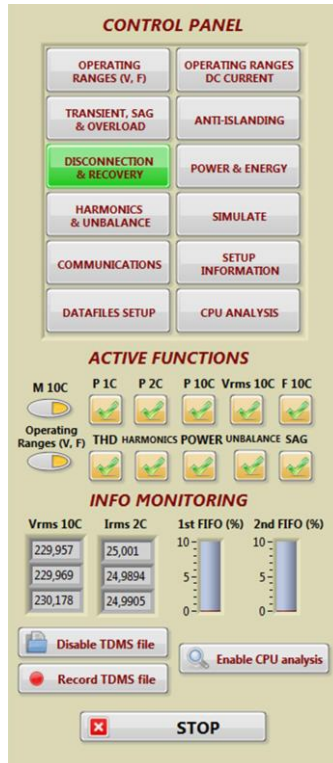 CONTROL PANEL
OPERATING
RANGES (V, F)
OPERATING RANGES
DC CURRENT
TRANSIENT, SAG
& OVERLOAD
ANTI-ISLANDING
DISCONNECTION
& RECOVERY
POWER & ENERGY
HARMONICS
& UNBALANCE
SIMULATE
COMMUNICATIONS
SETUP
INFORMATION
DATAFILES SETUP
CPU ANALYSIS
ACTIVE FUNCTIONS
M 10C
P 1C P 2C P 10C Vrms 10C F 10C
Operating
Ranges (V, F)
THD HARMONICS POWER UNBALANCE SAG
INFO MONITORING
Vrms 10C Irms 2C 1st FIFO (%) 2nd FIFO (%)
229,957 25,001 10 10
229,969 24,9894 5 5
230,178 24,9905 0 0
Disable TDMS file
Enable CPU analysis
Record TDMS file
STOP